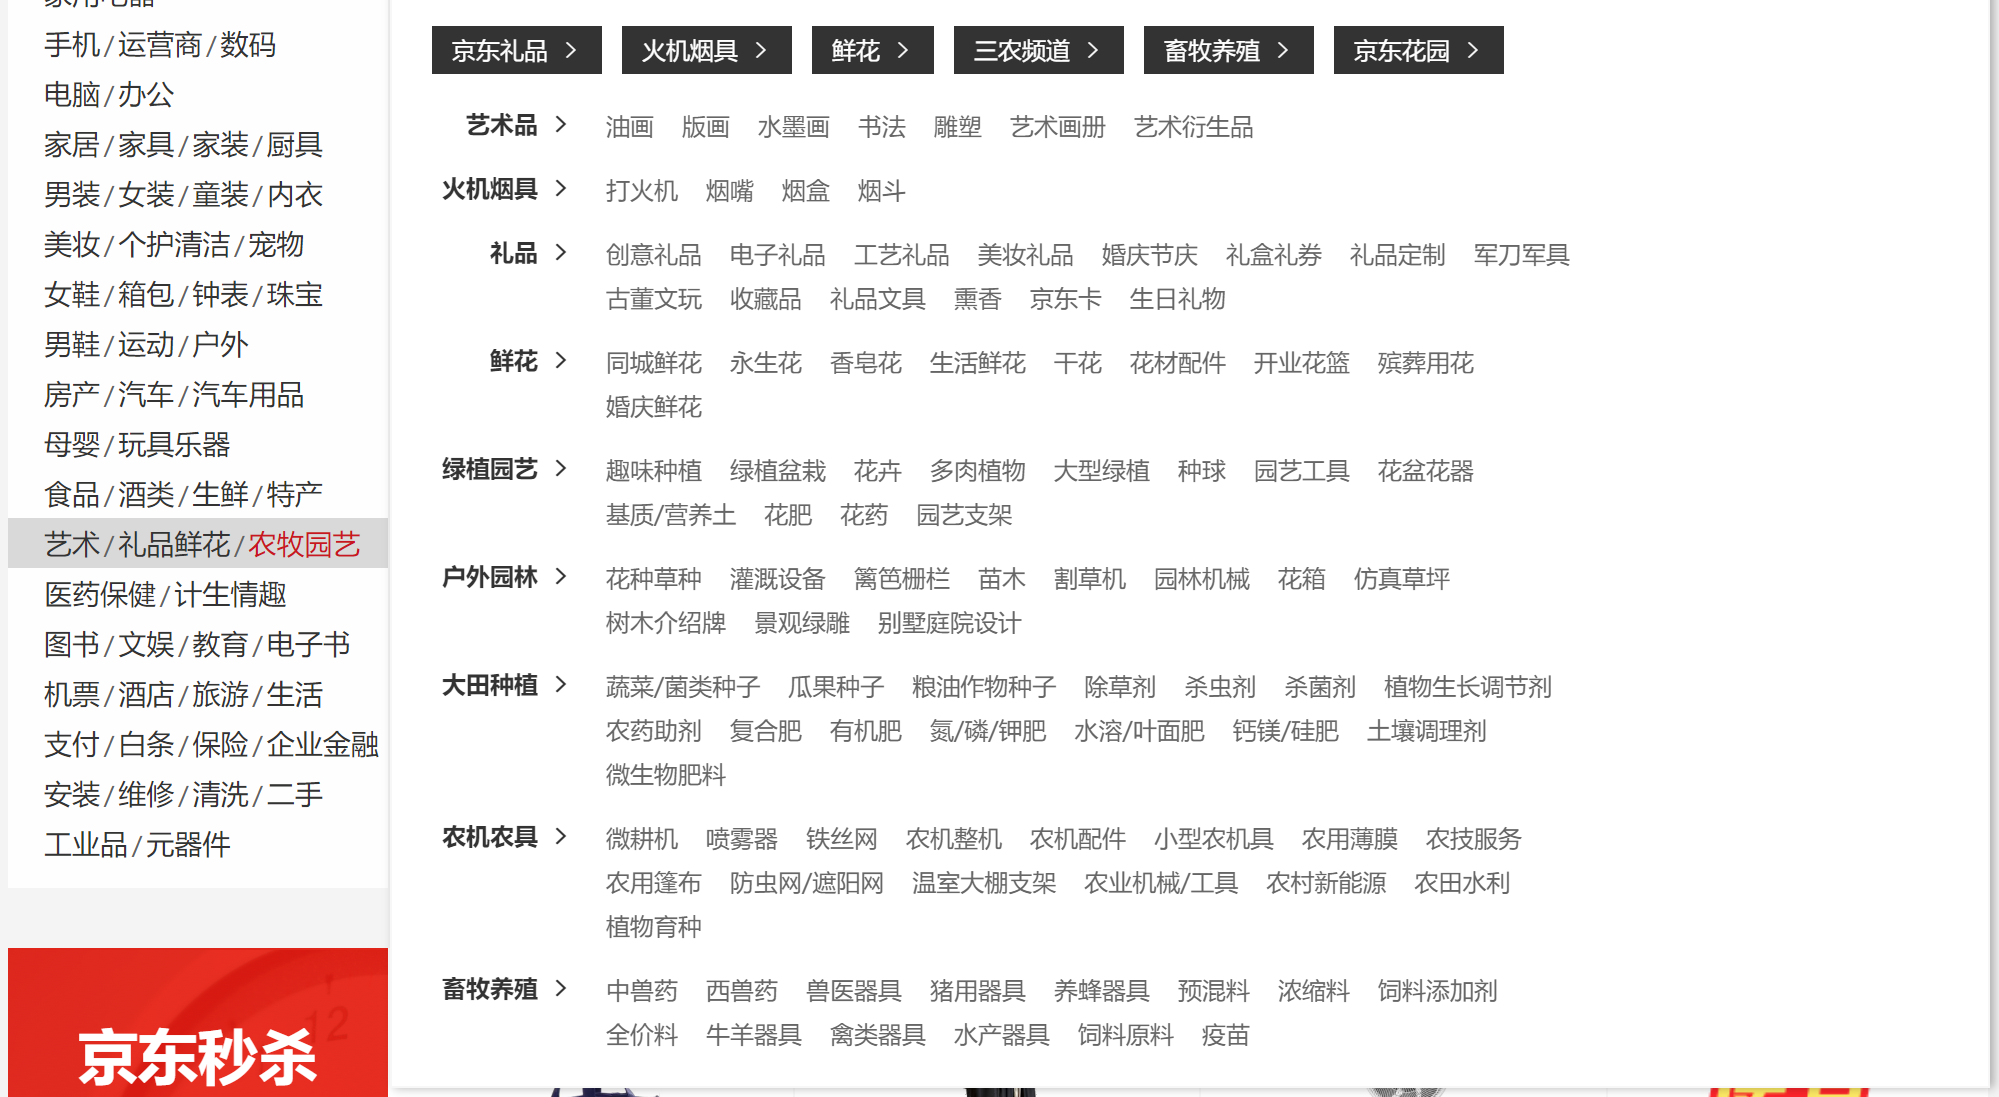 手机/运营商/数码
电脑/办公
家居/家具/家装/厨具
男装/女装/童装/内衣
美妆/个护清洁/宠物
女鞋/箱包/钟表/珠宝
男鞋/运动/户外
房产/汽车/汽车用品
母婴/玩具乐器
食品/酒类/生鲜/特产
艺术/礼品鲜花/农牧园艺
医药保健/计生情趣
图书/文娱/教育/电子书
机票/酒店/旅游/生活
支付/白条/保险/企业金融
安装/维修/清洗/二手
工业品/元器件
12
京东秒杀
京东礼品 > 火机烟具 > 鲜花 > 三农频道 > 畜牧养殖 > 京东花园 >
艺术品 > 油画 版画 水墨画 书法 雕塑 艺术画册 艺术衍生品
火机烟具 > 打火机 烟嘴 烟盒 烟斗
礼品 > 创意礼品 电子礼品 工艺礼品 美妆礼品 婚庆节庆 礼盒礼券 礼品定制 军刀军具
古董文玩 收藏品 礼品文具 熏香 京东卡 生日礼物
鲜花 > 同城鲜花 永生花 香皂花 生活鲜花 干花 花材配件 开业花篮 殡葬用花
婚庆鲜花
绿植园艺 > 趣味种植 绿植盆栽 花卉 多肉植物 大型绿植 种球 园艺工具 花盆花器
基质/营养土 花肥 花药 园艺支架
户外园林 > 花种草种 灌溉设备 篱笆栅栏 苗木 割草机 园林机械 花箱 仿真草坪
树木介绍牌 景观绿雕 别墅庭院设计
大田种植 > 蔬菜/菌类种子 瓜果种子 粮油作物种子 除草剂 杀虫剂 杀菌剂 植物生长调节剂
农药助剂 复合肥 有机肥 氮/磷/钾肥 水溶/叶面肥 钙镁/硅肥 土壤调理剂
微生物肥料
农机农具 > 微耕机 喷雾器 铁丝网 农机整机 农机配件 小型农机具 农用薄膜 农技服务
农用篷布 防虫网/遮阳网 温室大棚支架 农业机械/工具 农村新能源 农田水利
植物育种
畜牧养殖 > 中兽药 西兽药 兽医器具 猪用器具 养蜂器具 预混料 浓缩料 饲料添加剂
全价料 牛羊器具 禽类器具 水产器具 饲料原料 疫苗